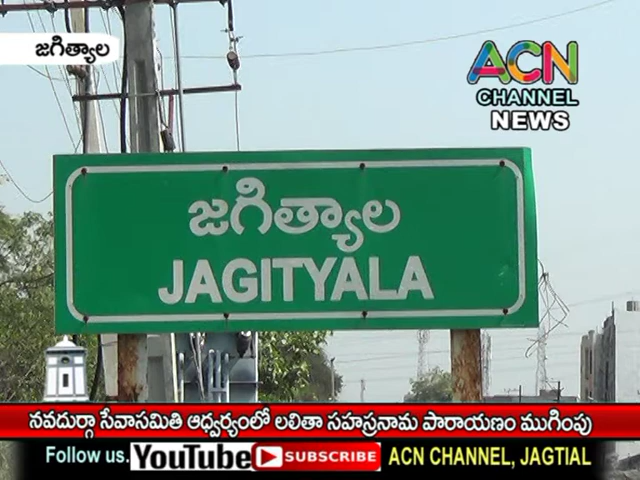 జగిత్యాల
ACN
CHANNEL
NEWS
జగిత్యాల
JAGITYALA
నవదుర్గా సేవాసమితి ఆధ్వర్యంలో లలితా సహస్రనామ పారాయణం ముగింపు
Follow us. YouTube SUBSCRIBE ACN CHANNEL, JAGTIAL